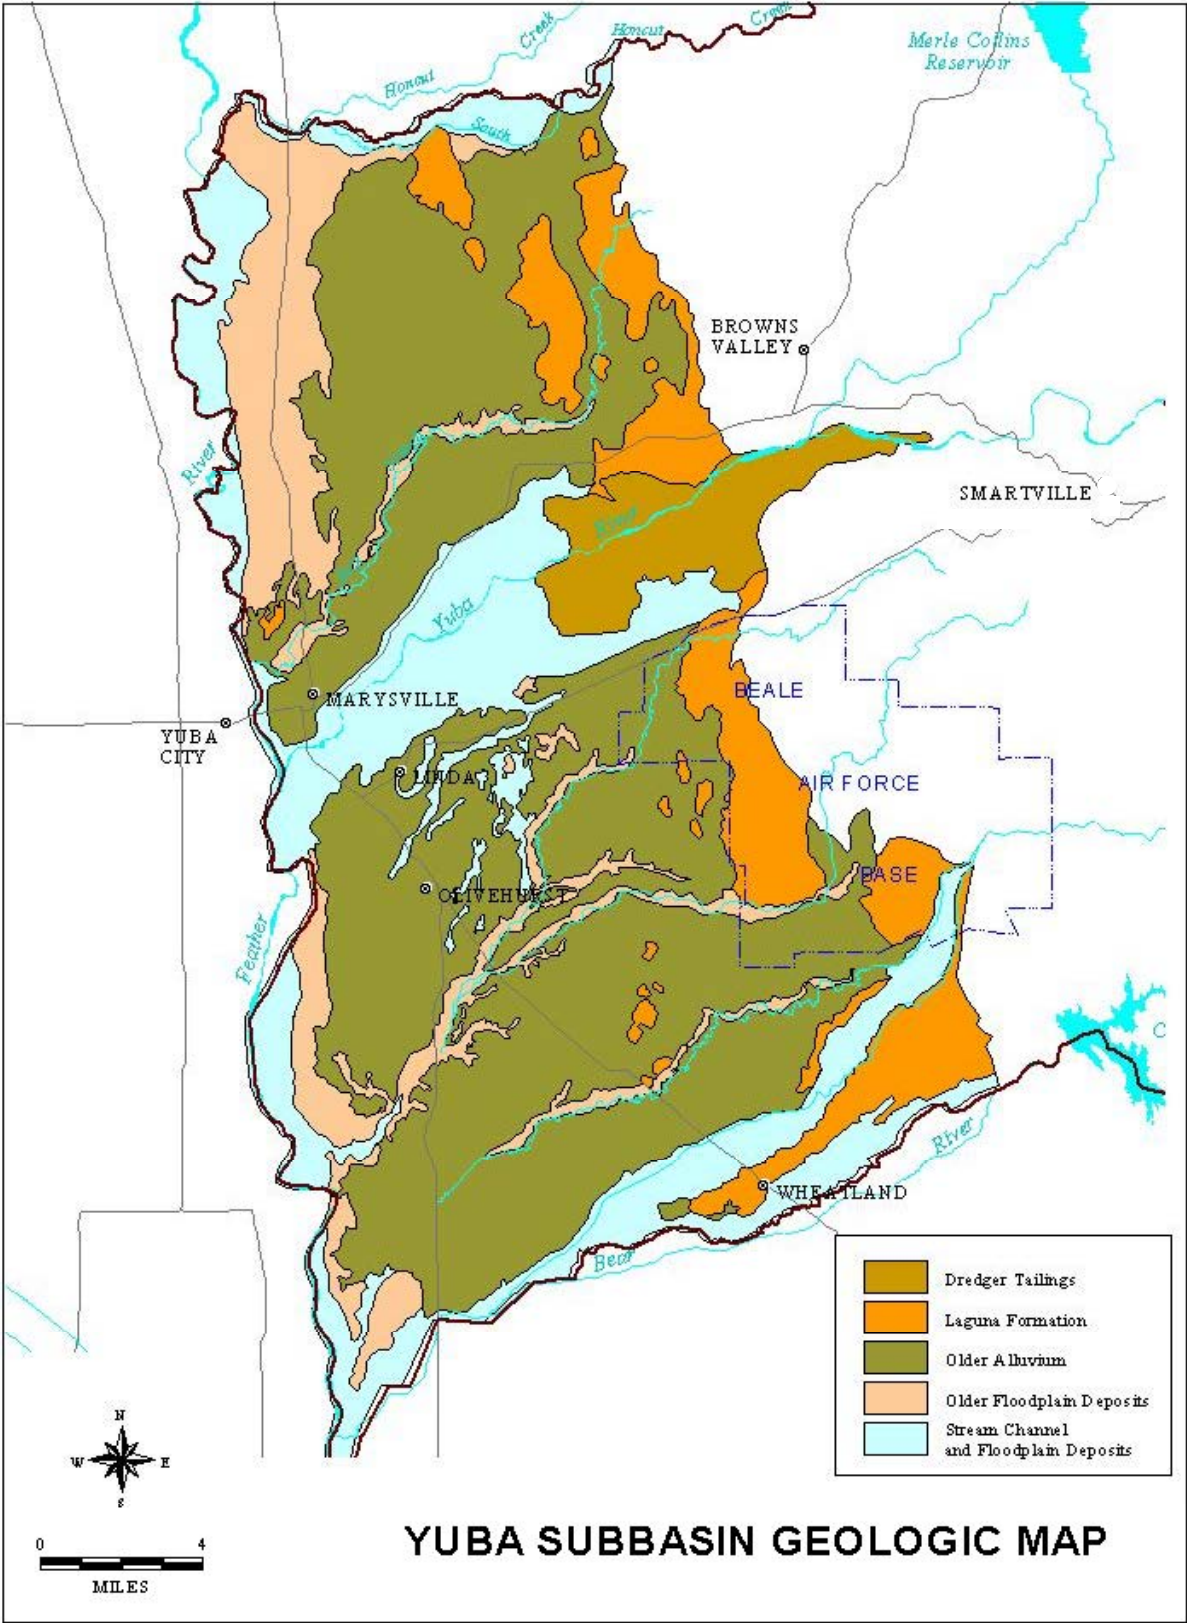 Creek
Honcut
Creek
Merle Collins
Reservoir
Honcut
South
BROWNS
VALLEY
River
SMARTVILLE
River
Yuba
BEALE
MARYSVILLE
YUBA
CITY
LINDA
AIR FORCE
BASE
OLIVEHURST
Feather
C
River
WHEATLAND
Bear
Dredger Tailings
Laguna Formation
Older Alluvium
Older Floodplain Deposits
Stream Channel
and Floodplain Deposits
N
W E
S
0 4
MILES
YUBA SUBBASIN GEOLOGIC MAP